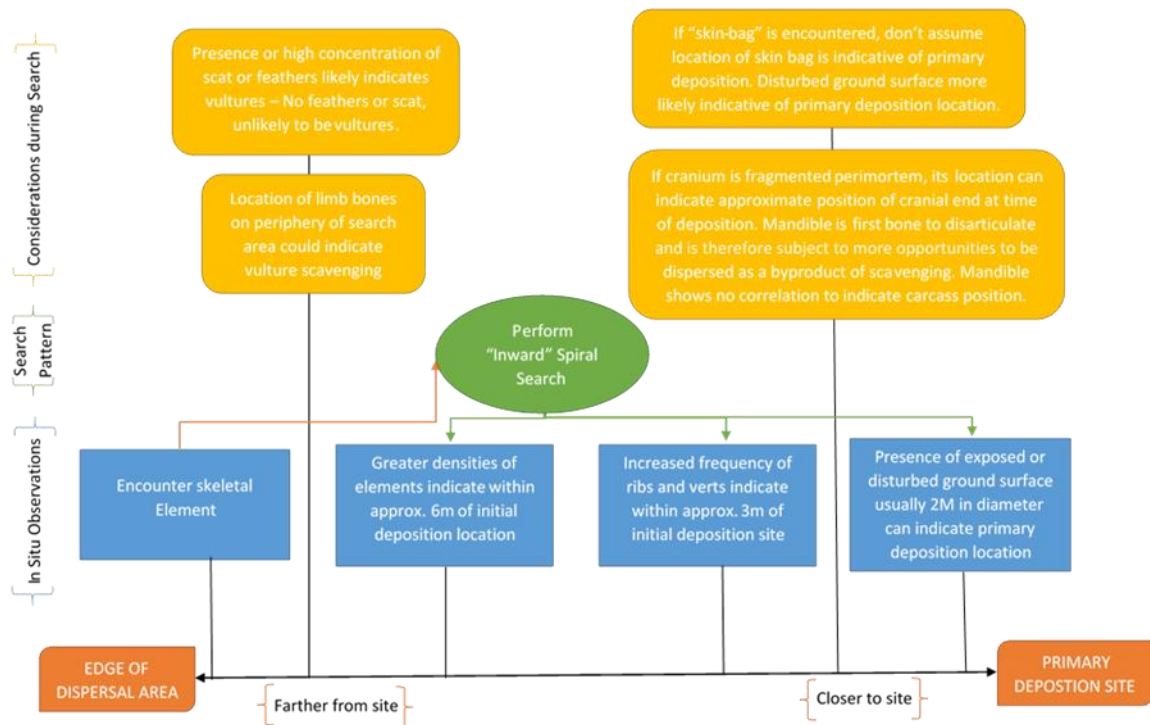 Considerations during Search
Presence or high concentration of
scat or feathers likely indicates
vultures – No feathers or scat,
unlikely to be vultures.
If “skin-bag” is encountered, don’t assume
location of skin bag is indicative of primary
deposition. Disturbed ground surface more
likely indicative of primary deposition location.
Location of limb bones
on periphery of search
area could indicate
vulture scavenging
If cranium is fragmented perimortem, its location can
indicate approximate position of cranial end at time
of deposition. Mandible is first bone to disarticulate
and is therefore subject to more opportunities to be
dispersed as a byproduct of scavenging. Mandible
shows no correlation to indicate carcass position.
Search
Pattern
Perform
“Inward” Spiral
Search
In Situ Observations
Encounter skeletal
Element
Greater densities of
elements indicate within
approx. 6m of initial
deposition location
Increased frequency of
ribs and verts indicate
within approx. 3m of
initial deposition site
Presence of exposed or
disturbed ground surface
usually 2M in diameter
can indicate primary
deposition location
EDGE OF
DISPERSAL AREA
Farther from site
Closer to site
PRIMARY
DEPOSTION SITE